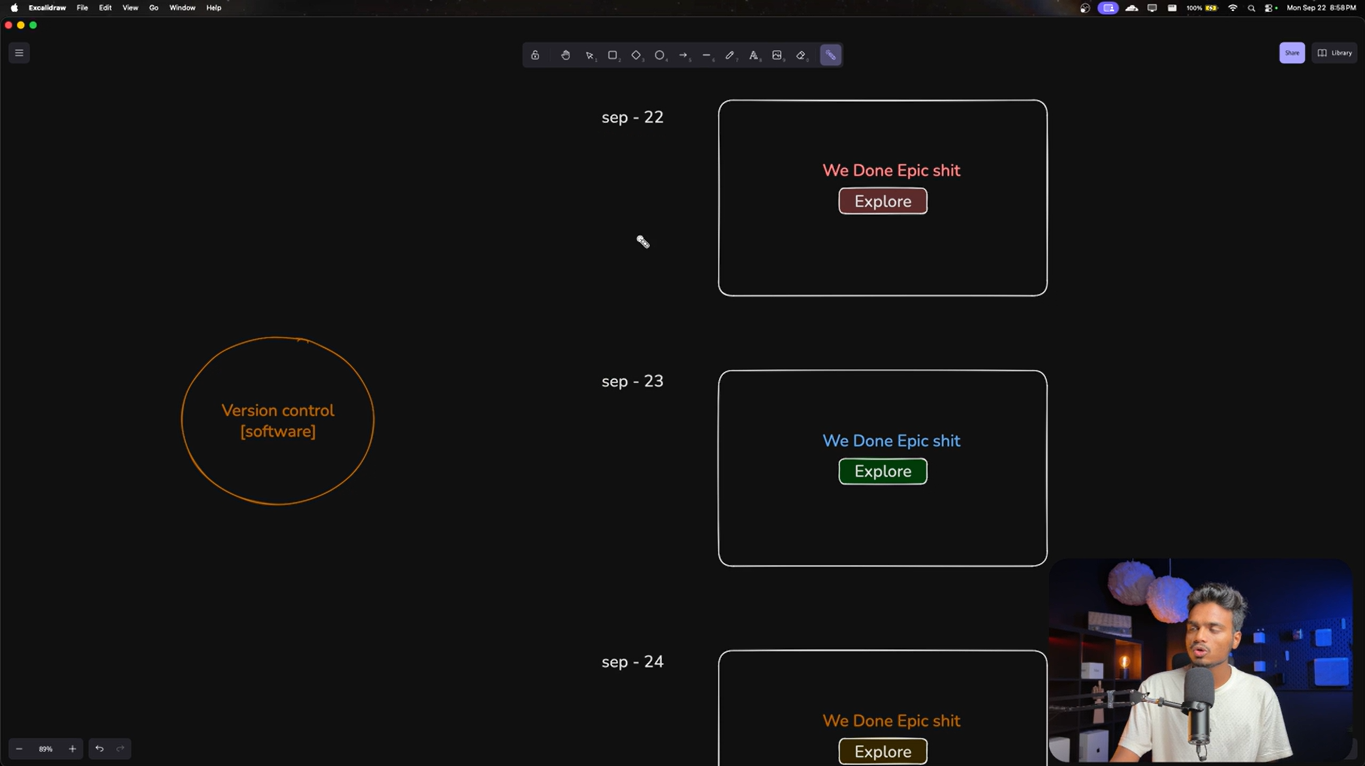 Excalidraw File Edit View Go Window Help
100% Mon Sep 22 8:58 PM
Share Library
sep - 22
We Done Epic shit
Explore
Version control
[software]
sep - 23
We Done Epic shit
Explore
sep - 24
We Done Epic shit
Explore
89%